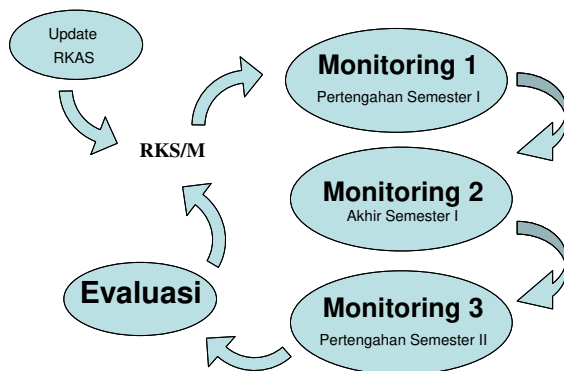 Update
RKAS
RKS/M
Monitoring 1
Pertengahan Semester I
Monitoring 2
Akhir Semester I
Monitoring 3
Pertengahan Semester II
Evaluasi